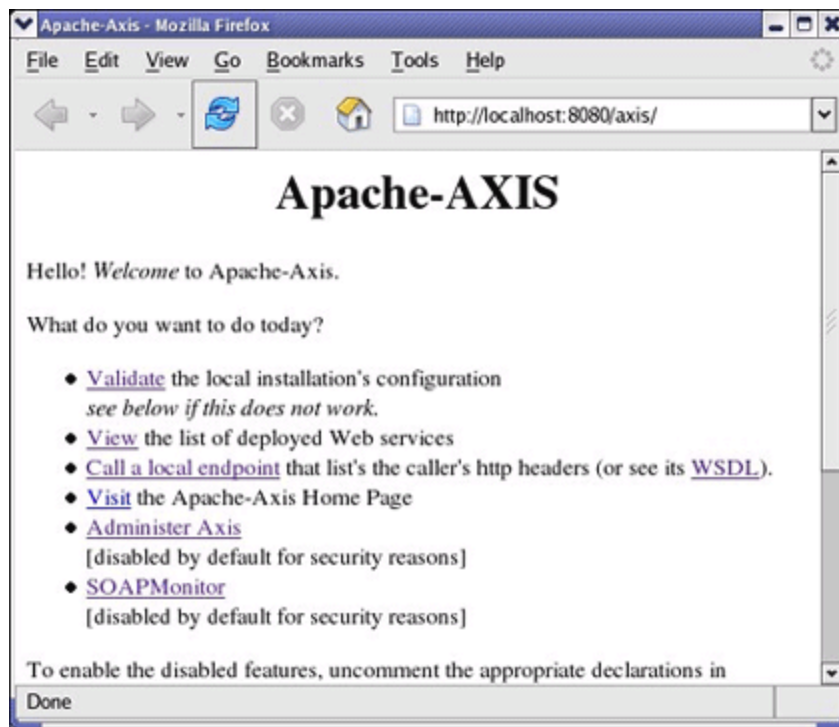 Apache-Axis - Mozilla Firefox
File Edit View Go Bookmarks Tools Help
http://localhost:8080/axis/
Apache-AXIS
Hello! Welcome to Apache-Axis.
What do you want to do today?
Validate the local installation's configuration
see below if this does not work.
View the list of deployed Web services
Call a local endpoint that list's the caller's http headers (or see its WSDL).
Visit the Apache-Axis Home Page
Administer Axis
[disabled by default for security reasons]
SOAPMonitor
[disabled by default for security reasons]
To enable the disabled features, uncomment the appropriate declarations in
Done